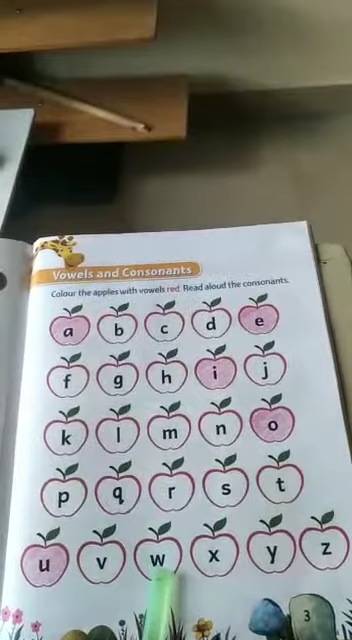 Vowels and Consonants
Colour the apples with vowels red. Read aloud the consonants.
a b c d e
f g h i j
k l m n o
p q r s t
u v w x y z
3